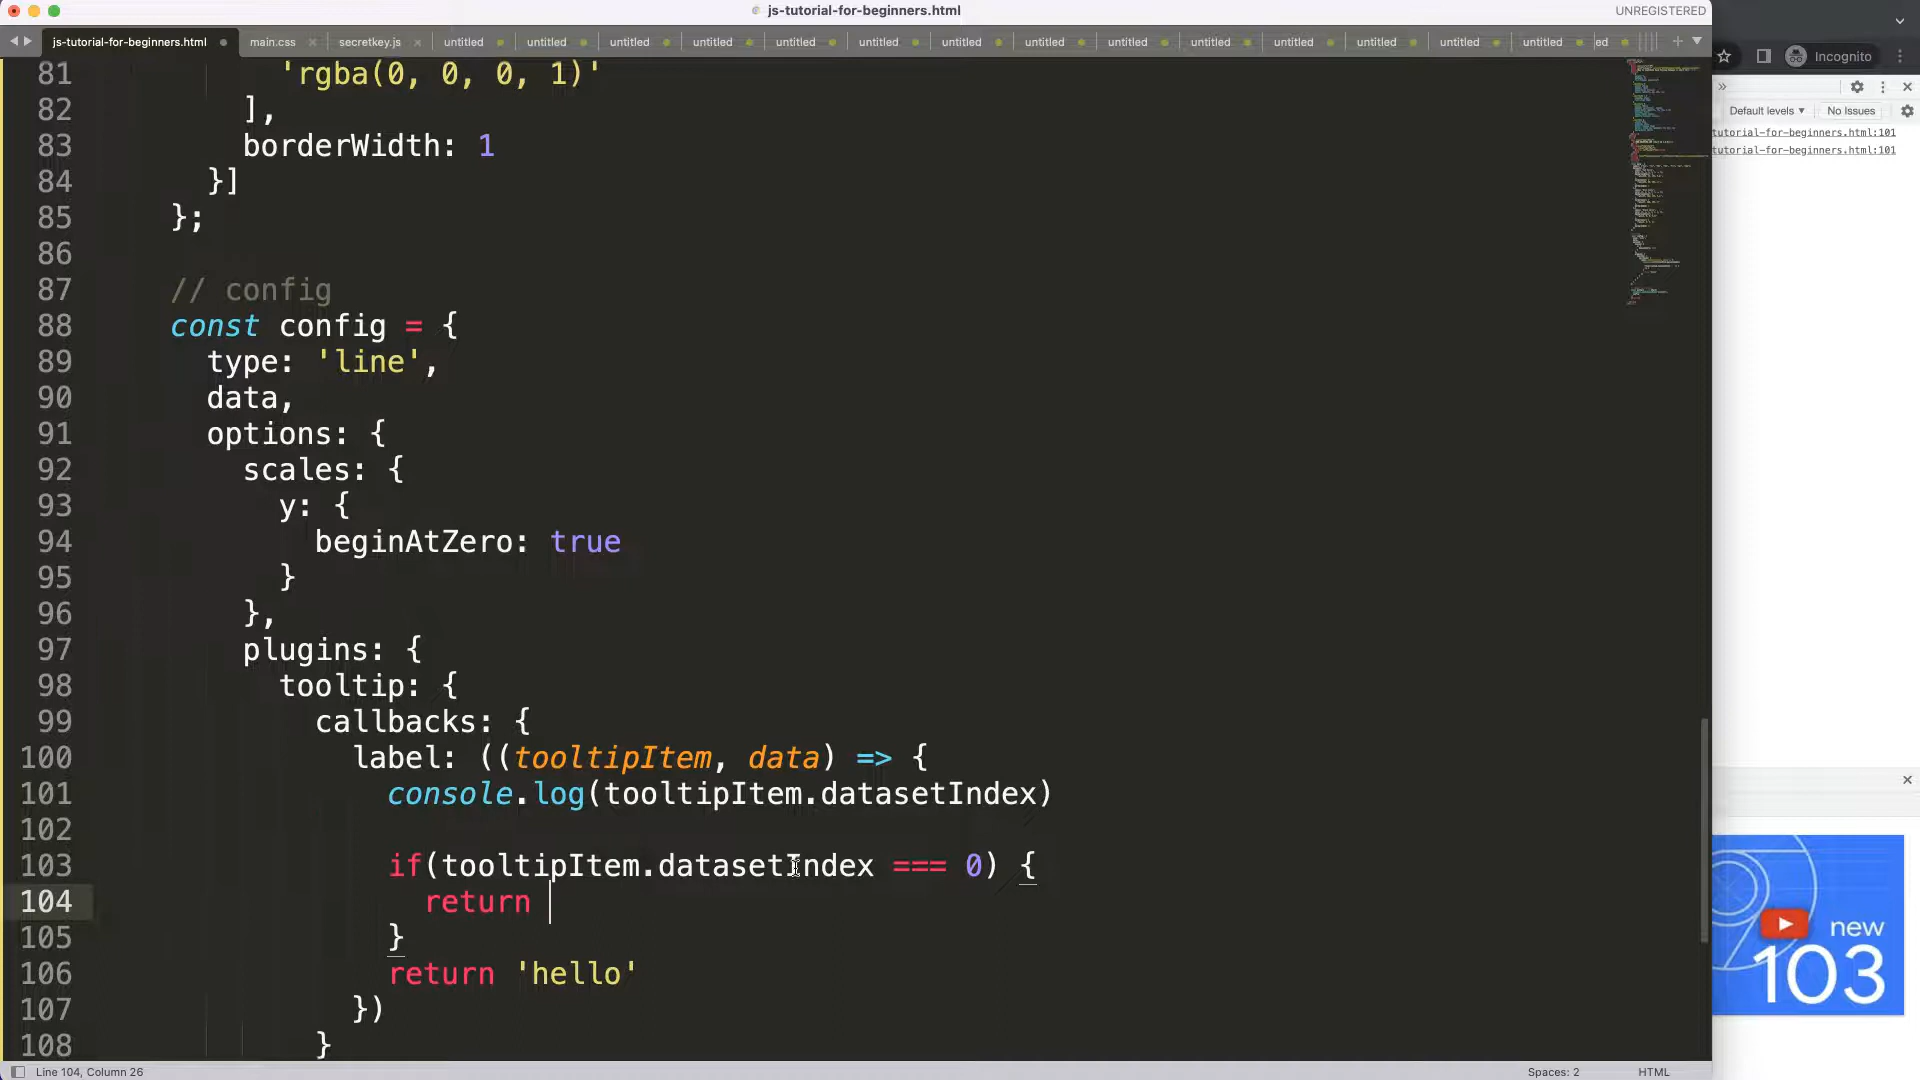 js-tutorial-for-beginners.html
UNREGISTERED
js-tutorial-for-beginners.html main.css secretkey.js untitled untitled untitled untitled untitled untitled untitled untitled untitled untitled untitled untitled untitled untitled ed
Incognito
Default levels No Issues
tutorial-for-beginners.html:101
tutorial-for-beginners.html:101
81 'rgba(0, 0, 0, 1)'
82 ],
83 borderWidth: 1
84 }]
85 };
86
87 // config
88 const config = {
89 type: 'line',
90 data,
91 options: {
92 scales: {
93 y: {
94 beginAtZero: true
95 }
96 },
97 plugins: {
98 tooltip: {
99 callbacks: {
100 label: ((tooltipItem, data) => {
101 console.log(tooltipItem.datasetIndex)
102
103 if(tooltipItem.datasetIndex === 0) {
104 return
105 }
106 return 'hello'
107 })
108 }
new
103
Line 104, Column 26
Spaces: 2
HTML